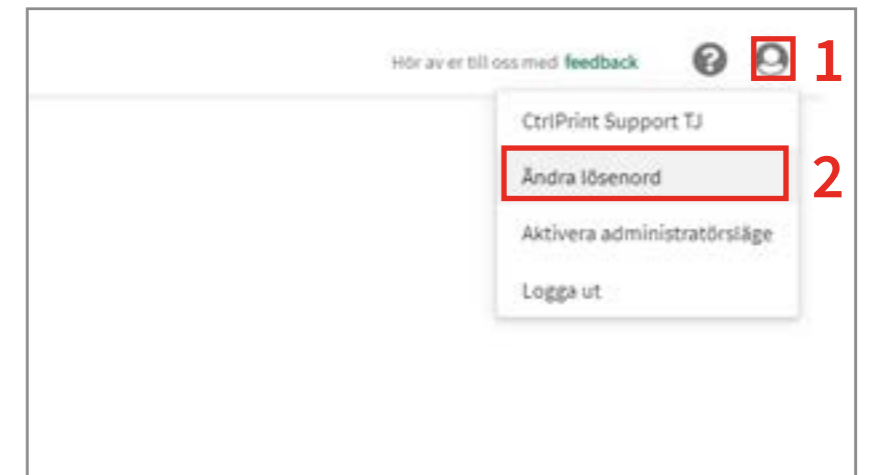 Hör av er till oss med feedback
1
CtrlPrint Support TJ
Ändra lösenord
2
Aktivera administratörsläge
Logga ut